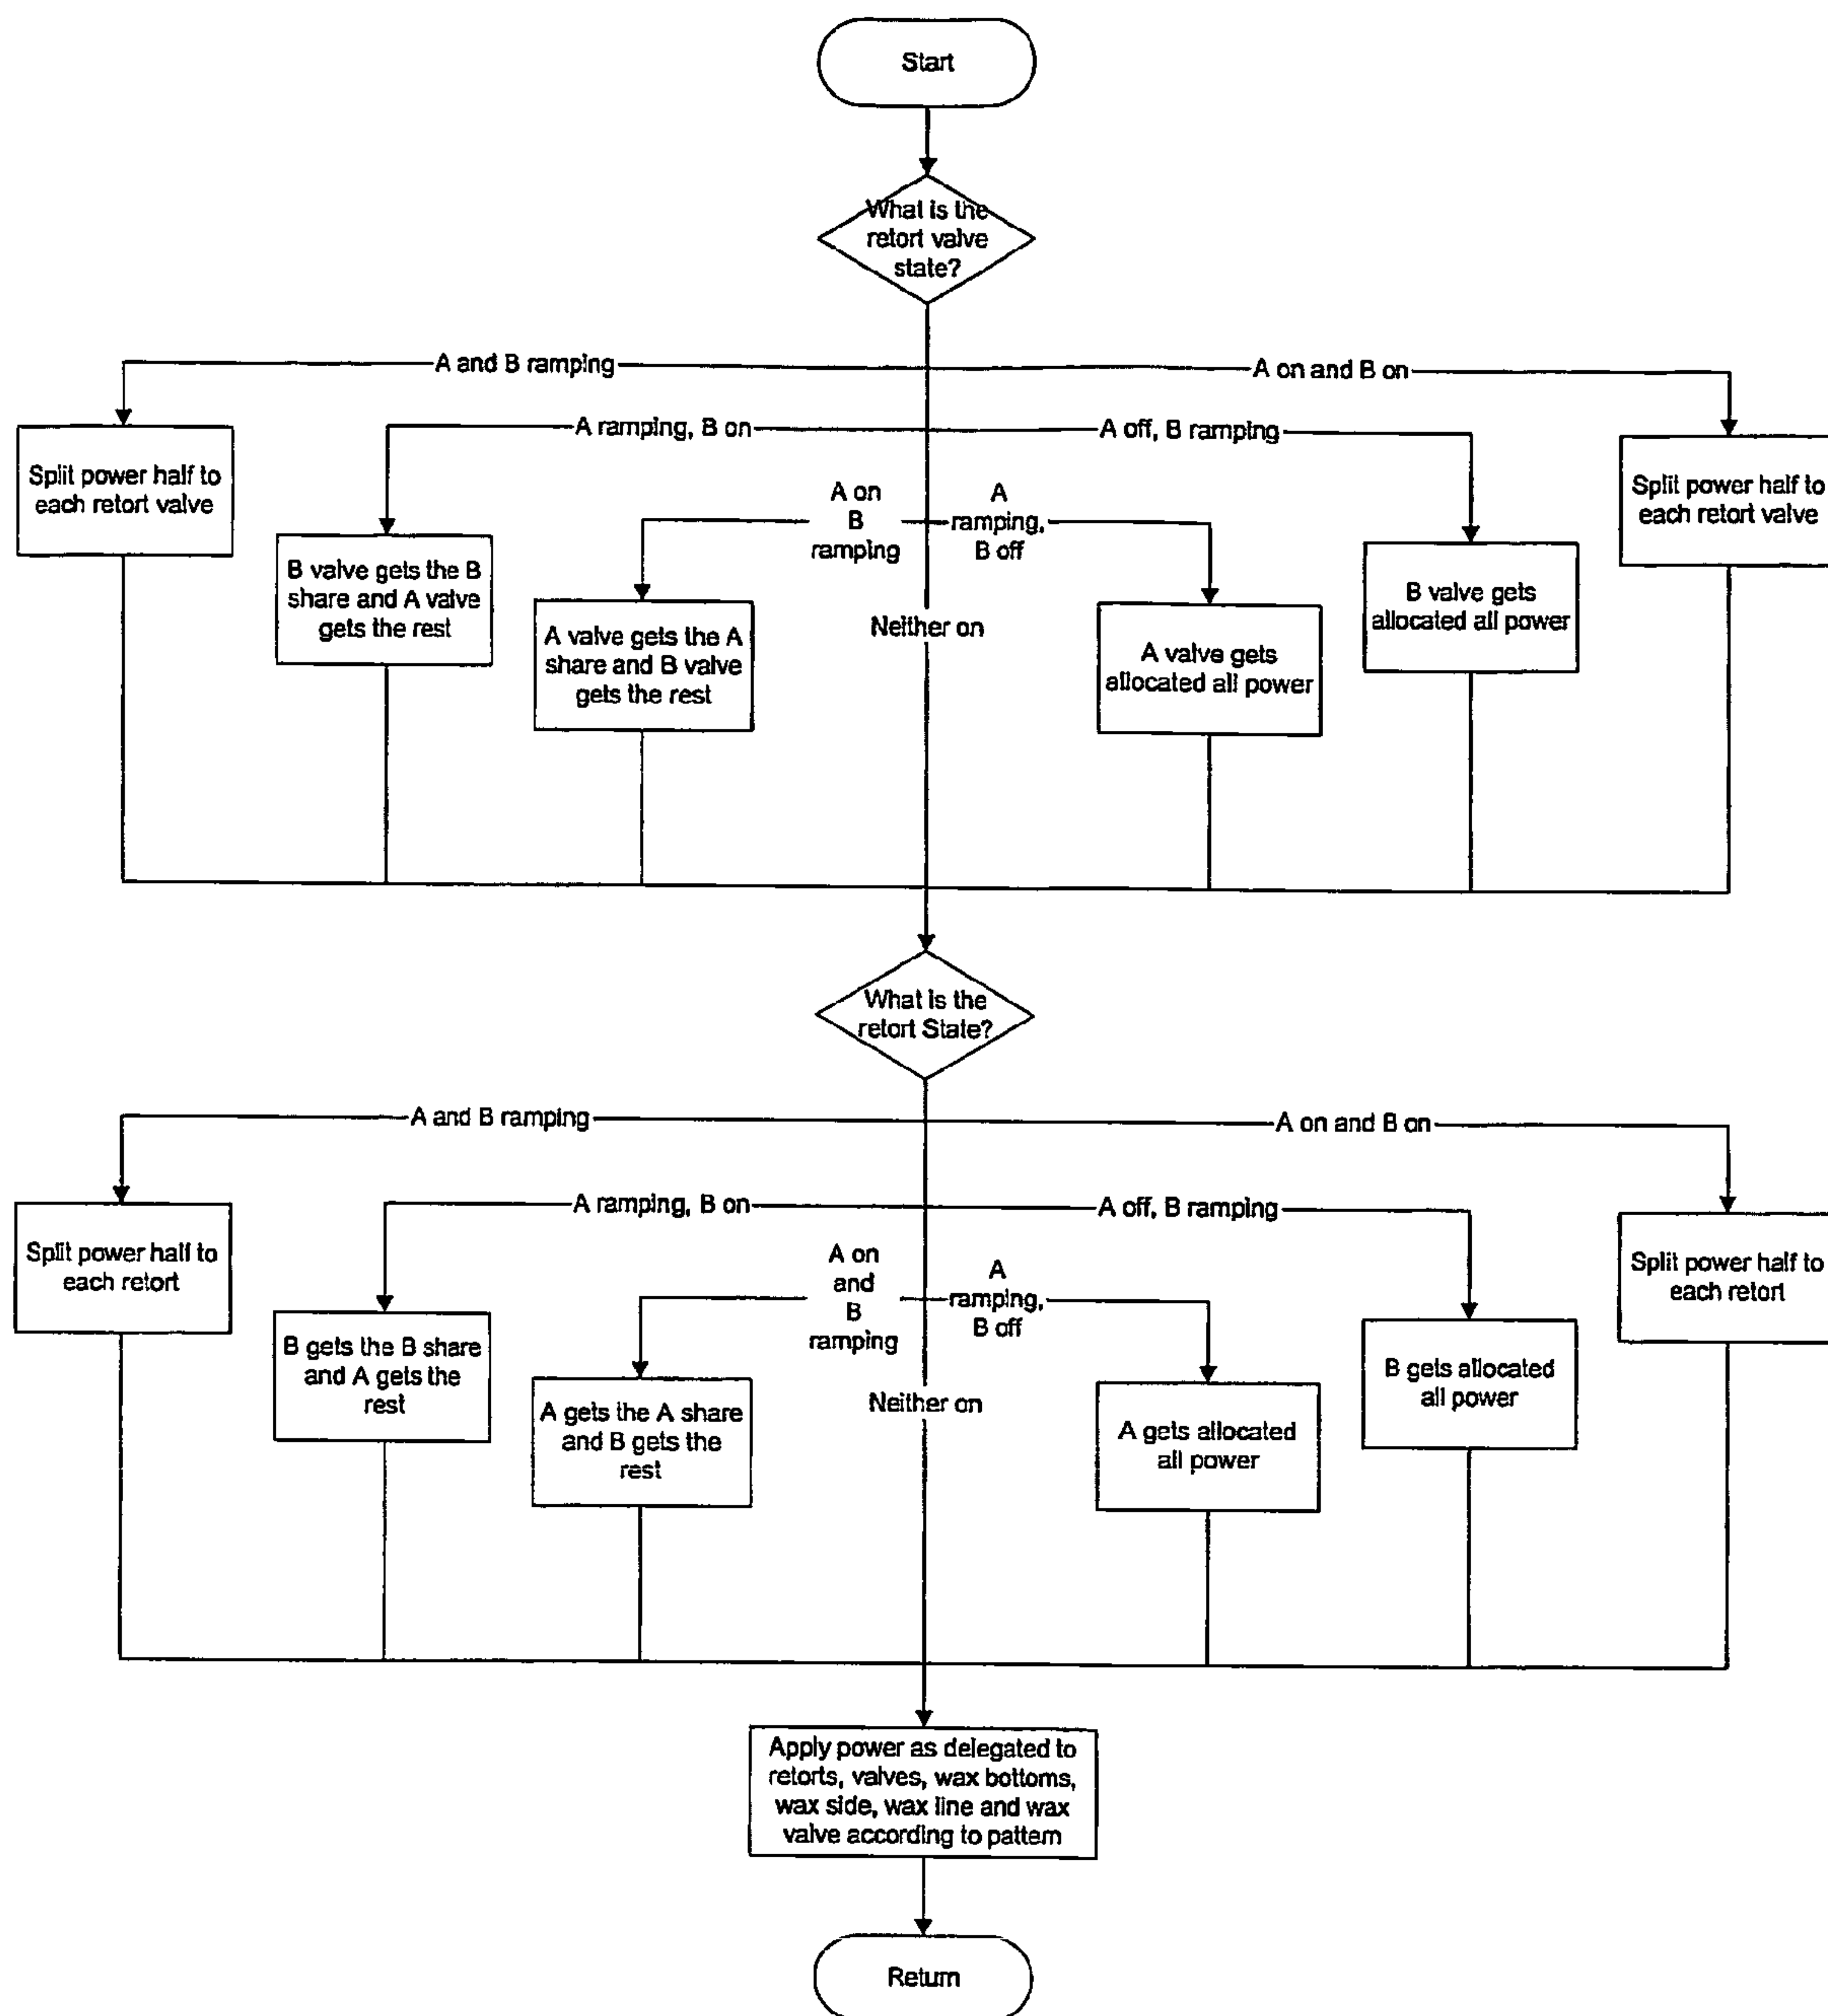 Start
What is the
retort valve
state?
A and B ramping
A on and B on
A ramping, B on
A off, B ramping
Split power half to
each retort valve
Split power half to
each retort valve
A on
B
ramping
A
ramping,
B off
B valve gets the B
share and A valve
gets the rest
B valve gets
allocated all power
A valve gets the A
share and B valve
gets the rest
Neither on
A valve gets
allocated all power
What is the
retort State?
A and B ramping
A on and B on
A ramping, B on
A off, B ramping
Split power half to
each retort
Split power half to
each retort
A on
and
B
ramping
A
ramping,
B off
B gets the B share
and A gets the
rest
B gets allocated
all power
A gets the A share
and B gets the
rest
Neither on
A gets allocated
all power
Apply power as delegated to
retorts, valves, wax bottoms,
wax side, wax line and wax
valve according to pattern
Return